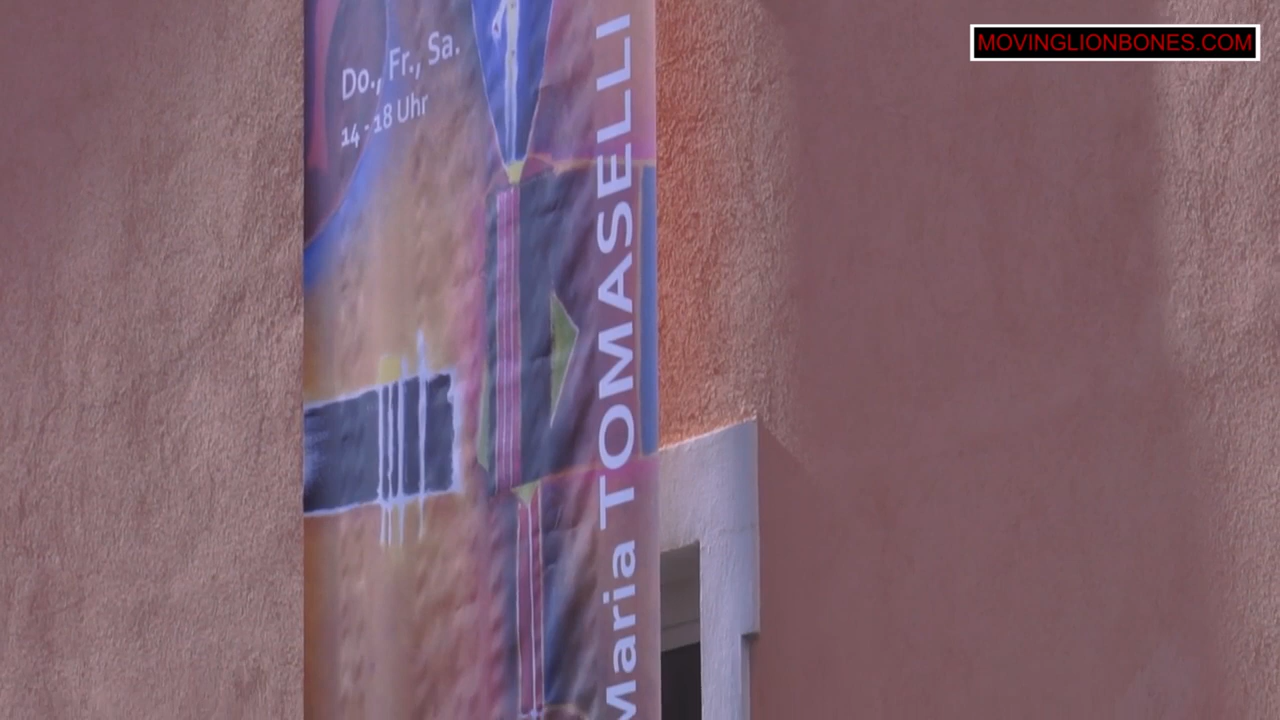 MOVINGLIONBONES.COM
Do., Fr., Sa.
14 - 18 Uhr
Maria TOMASELLI